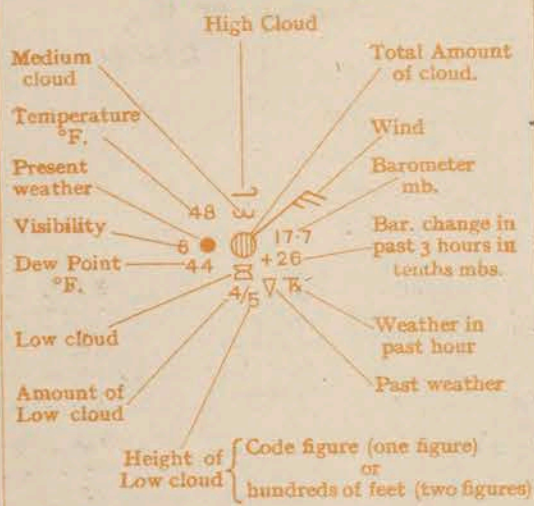 High Cloud
Medium
cloud
Total Amount
of cloud.
Temperature
°F.
Wind
Present
weather
Barometer
mb.
48
Visibility
6
17·7
Bar. change in
past 3 hours in
tenths mbs.
Dew Point
°F.
44
+26
4/5
Low cloud
Weather in
past hour
Amount of
Low cloud
Past weather
Height of
Low cloud
Code figure (one figure)
or
hundreds of feet (two figures)